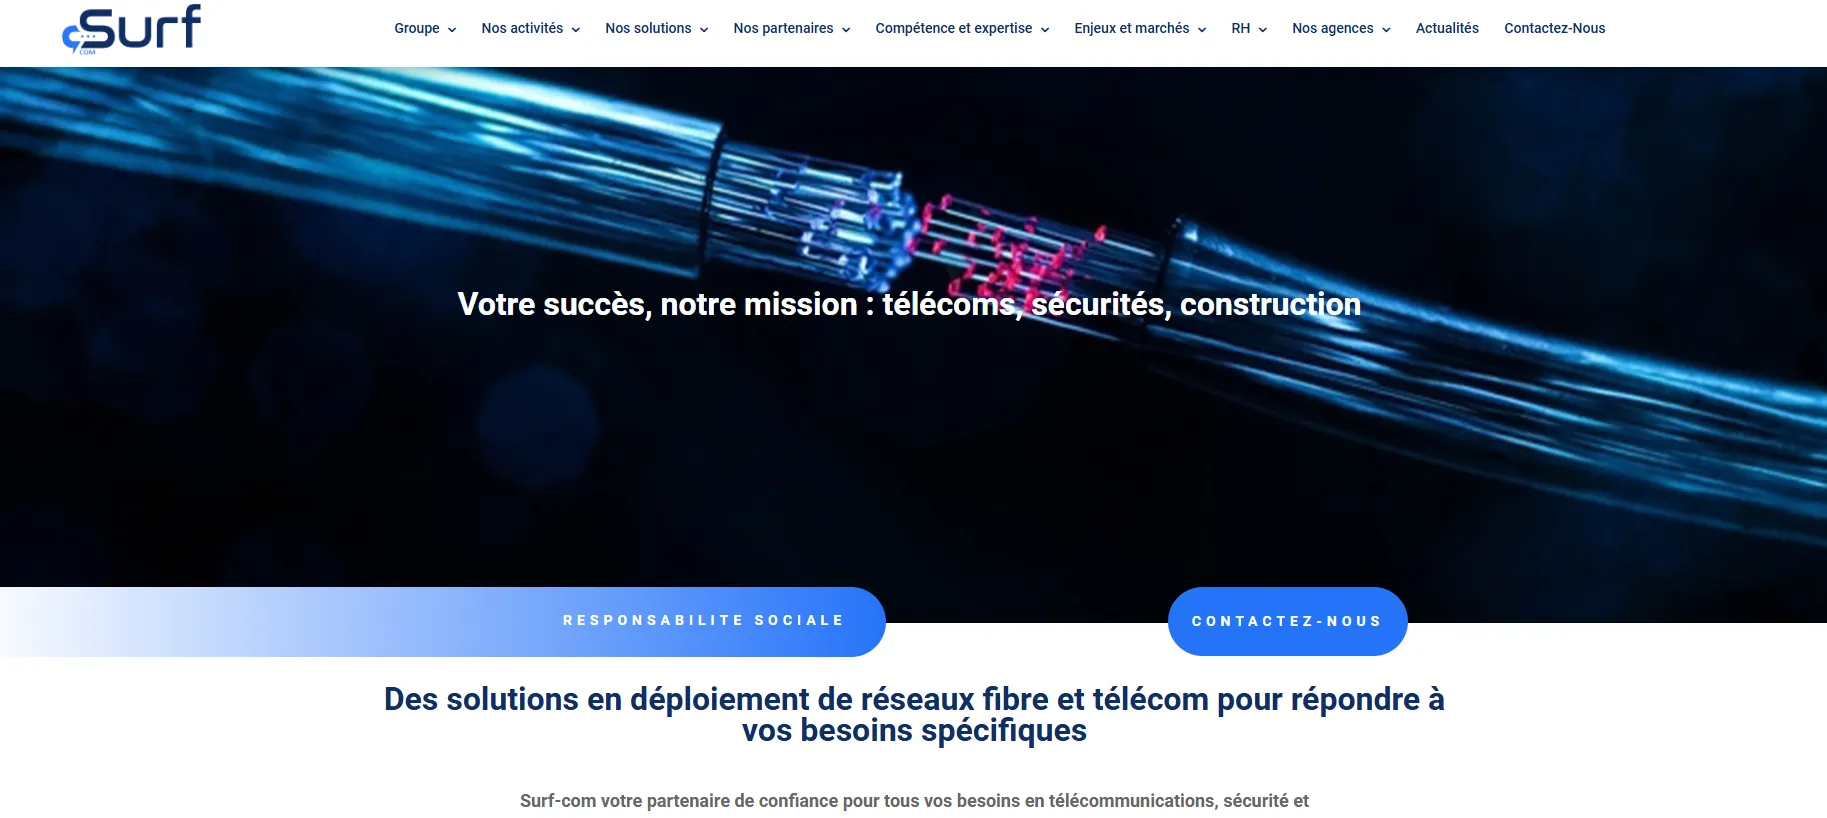 Surf
COM
Groupe Nos activités Nos solutions Nos partenaires Compétence et expertise Enjeux et marchés RH Nos agences Actualités Contactez-Nous
Votre succès, notre mission : télécoms, sécurités, construction
RESPONSABILITE SOCIALE
CONTACTEZ-NOUS
Des solutions en déploiement de réseaux fibre et télécom pour répondre à
vos besoins spécifiques
Surf-com votre partenaire de confiance pour tous vos besoins en télécommunications, sécurité et